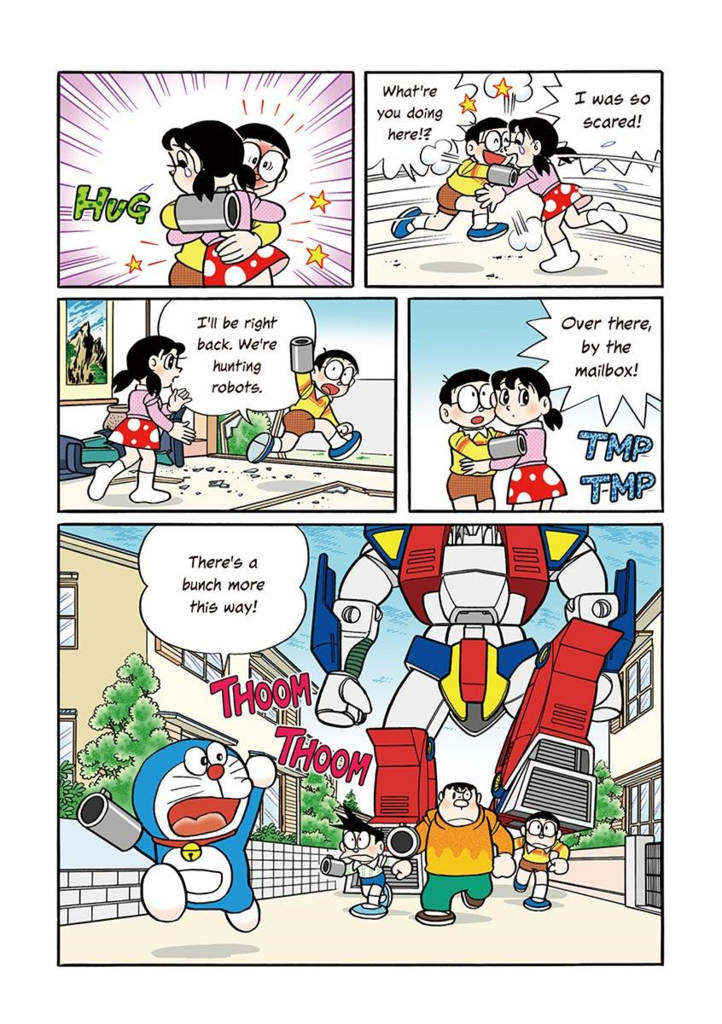 HUG
What're
you doing
here!?
I was so
scared!
I'll be right
back. We're
hunting
robots.
Over there,
by the
mailbox!
TMP
TMP
There's a
bunch more
this way!
THOOM
THOOM